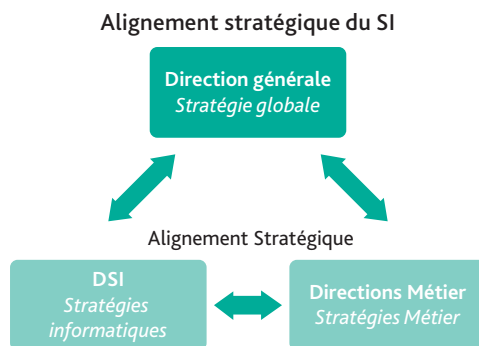 Alignement stratégique du SI
Direction générale
Stratégie globale
Alignement Stratégique
DSI
Stratégies
informatiques
Directions Métier
Stratégies Métier